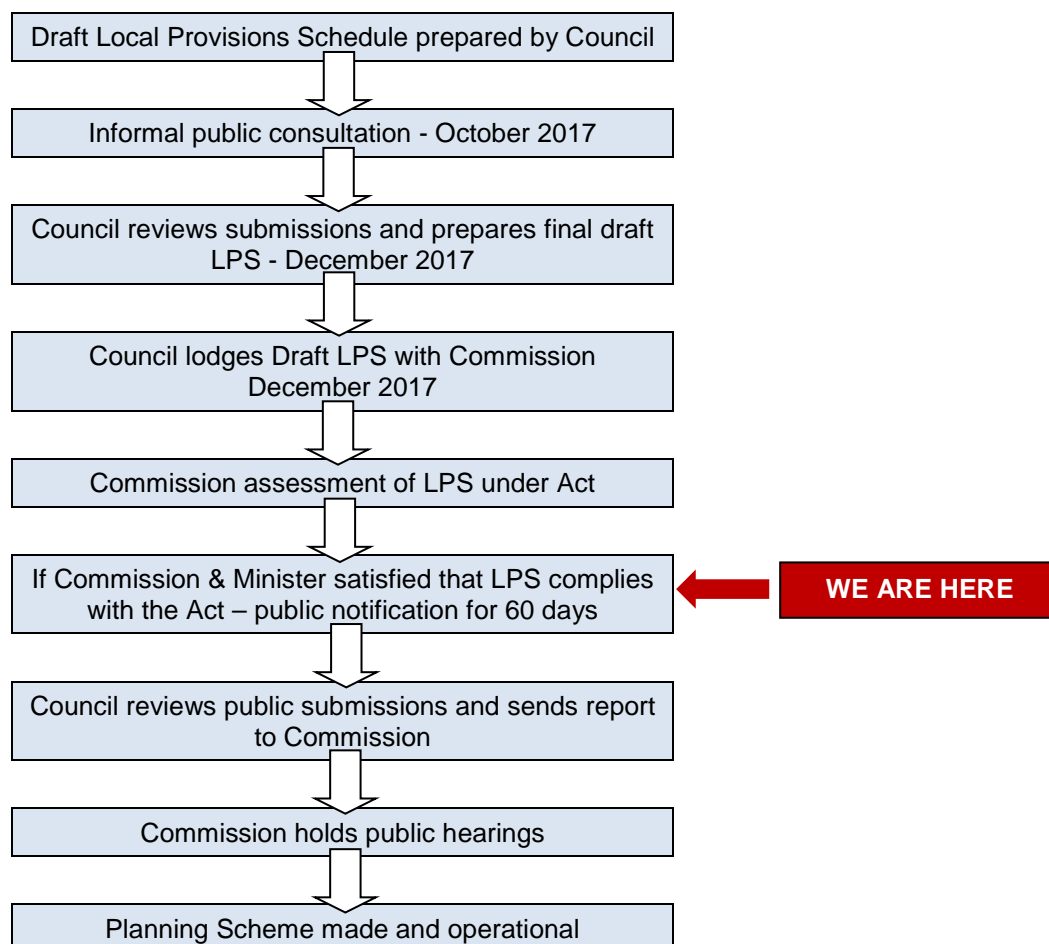 Draft Local Provisions Schedule prepared by Council
Informal public consultation - October 2017
Council reviews submissions and prepares final draft
LPS - December 2017
Council lodges Draft LPS with Commission
December 2017
Commission assessment of LPS under Act
If Commission & Minister satisfied that LPS complies
with the Act – public notification for 60 days
WE ARE HERE
Council reviews public submissions and sends report
to Commission
Commission holds public hearings
Planning Scheme made and operational